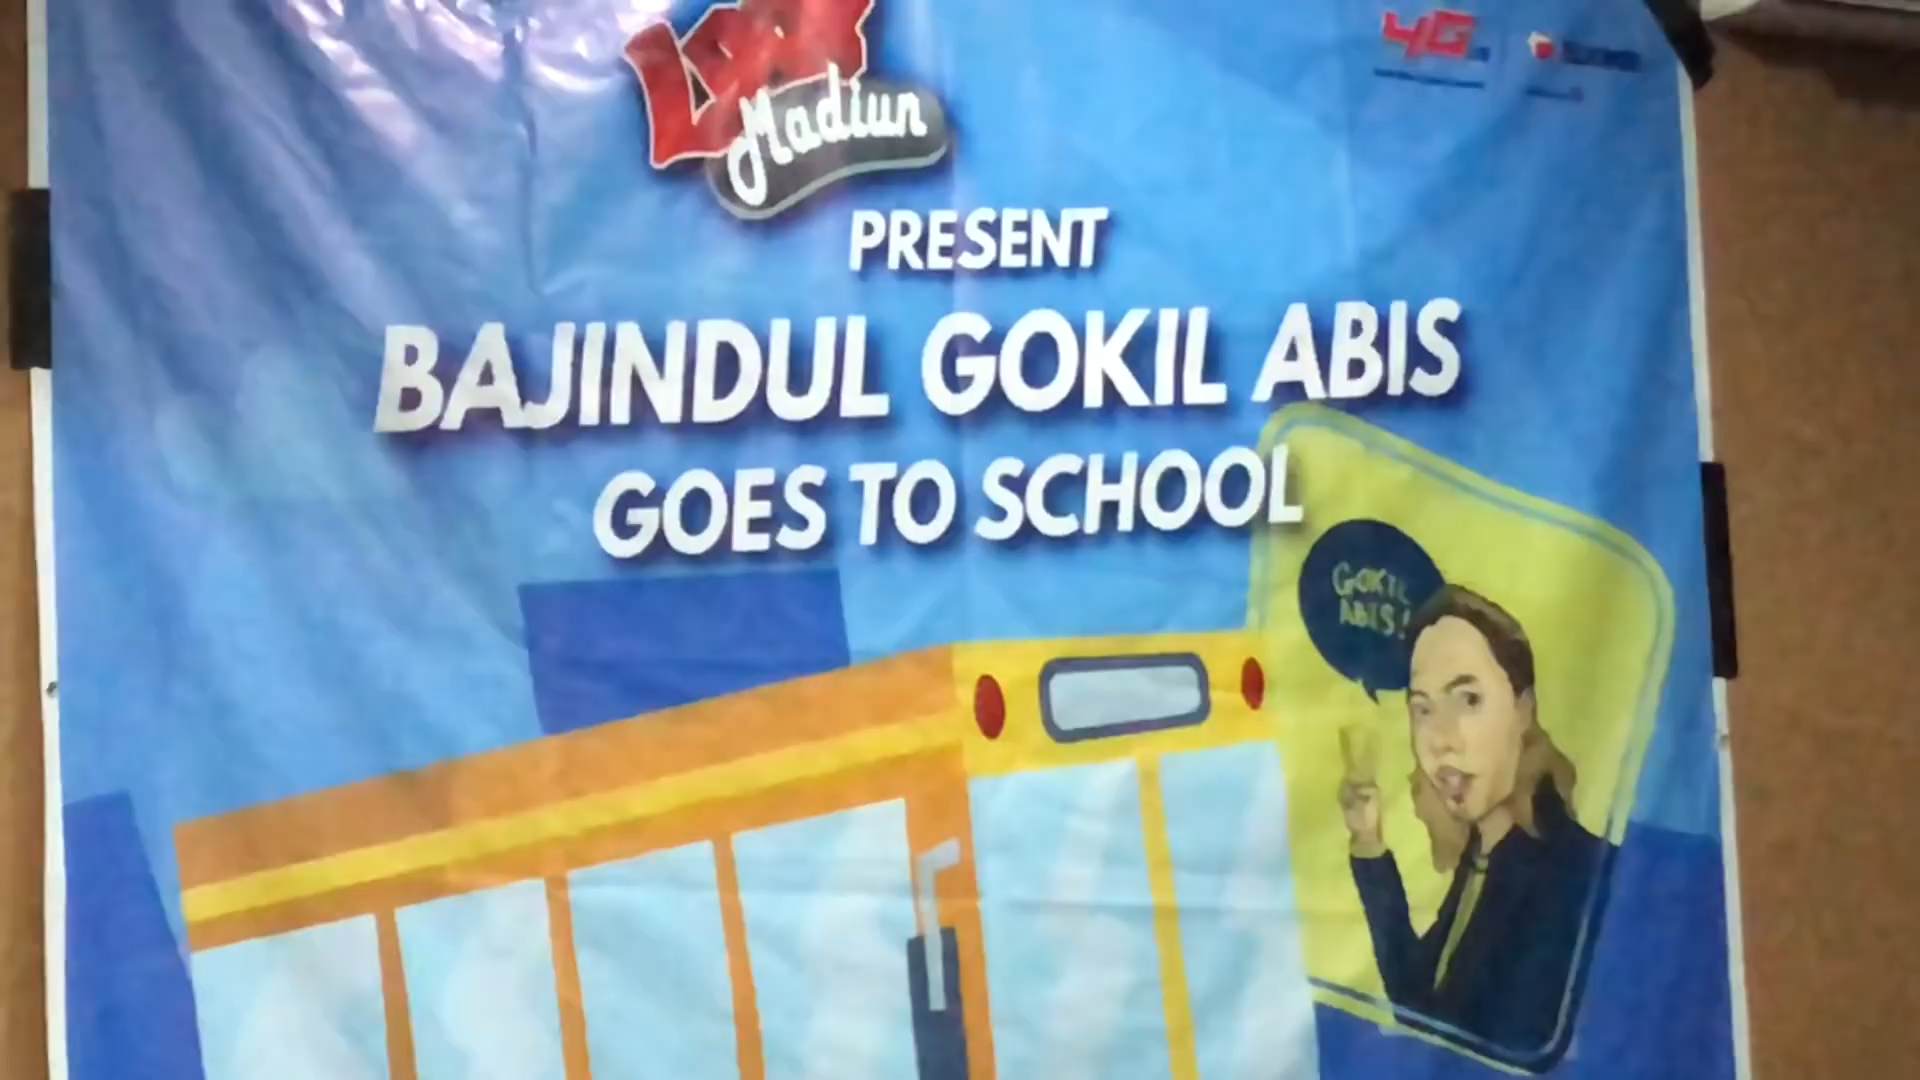 Madiun
4G
PRESENT
BAJINDUL GOKIL ABIS
GOES TO SCHOOL
GOKIL
ABIS!